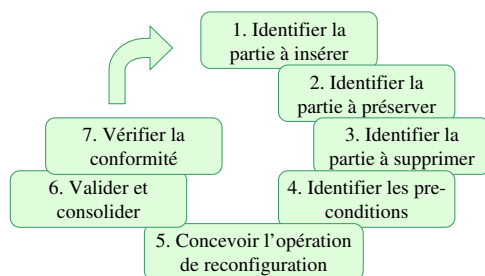 1. Identifier la
partie à insérer
2. Identifier la
partie à préserver
3. Identifier la
partie à supprimer
4. Identifier les pre-
conditions
5. Concevoir l’opération
de reconfiguration
6. Valider et
consolider
7. Vérifier la
conformité